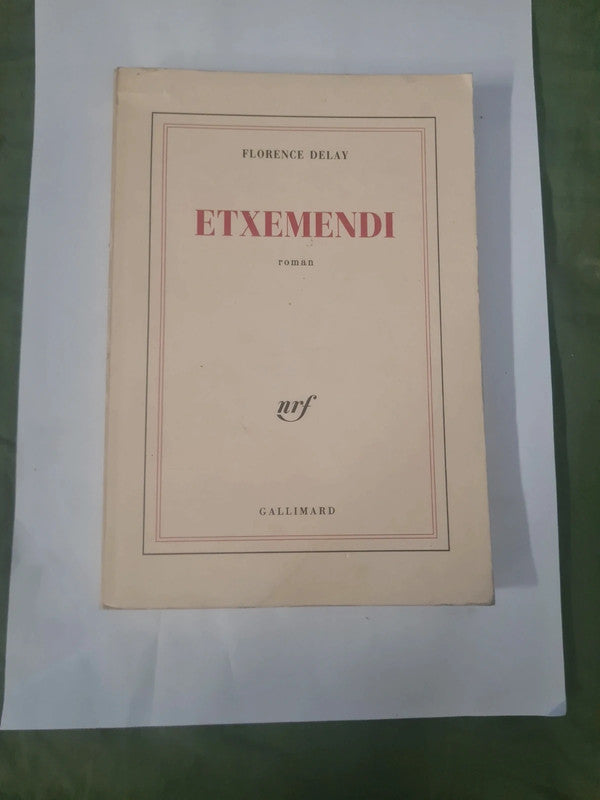 FLORENCE DELAY
ETXEMENDI
roman
nrf
GALLIMARD